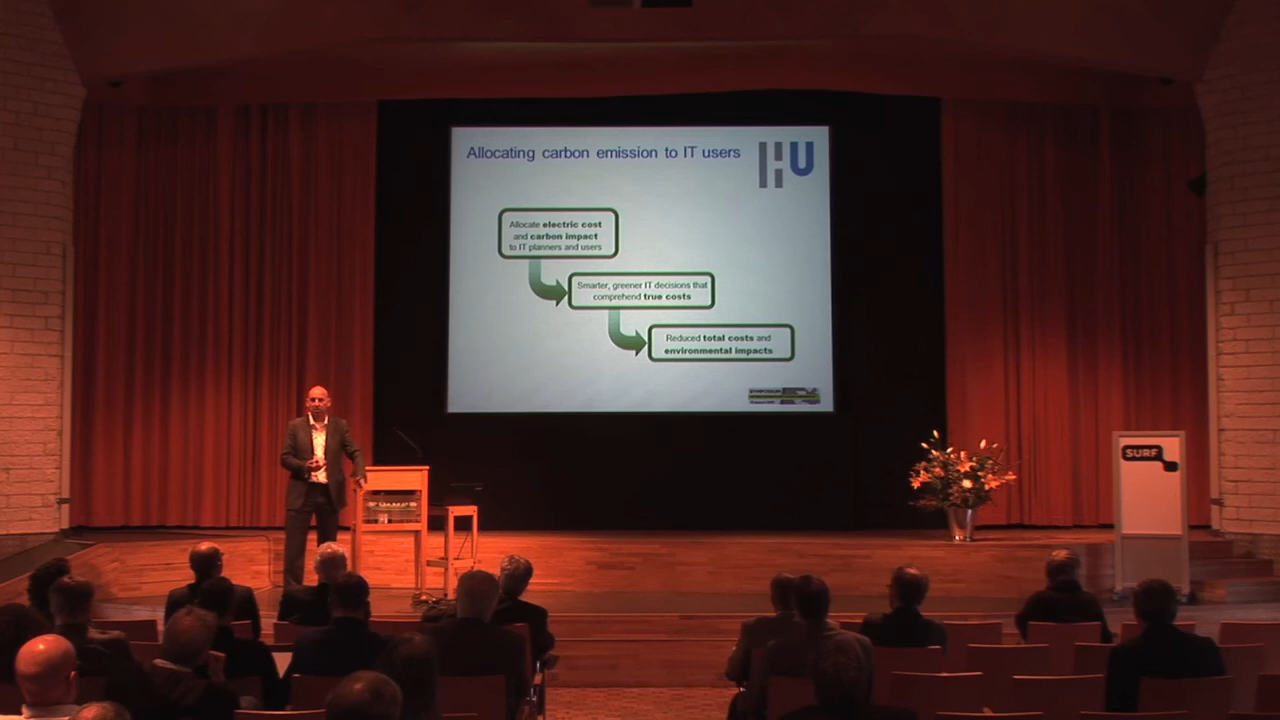 Allocating carbon emission to IT users
HU
Allocate electric cost
and carbon impact
to IT planners and users
Smarter, greener IT decisions that
comprehend true costs
Reduced total costs and
environmental impacts
SYMPOSIUM
SURF